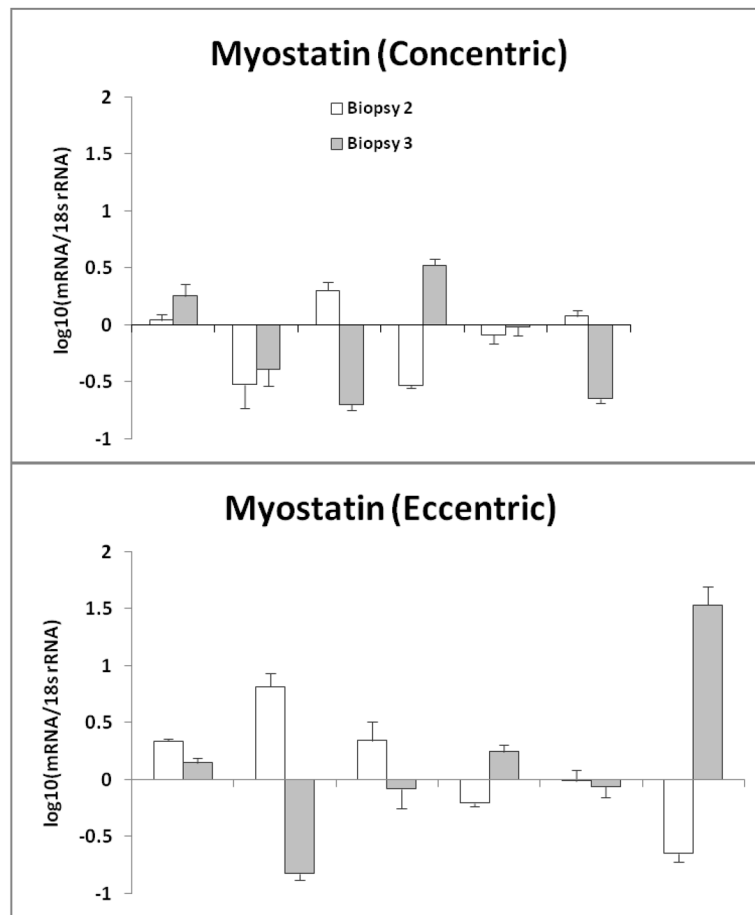 Myostatin (Concentric)
2
1.5
1
0.5
0
-0.5
-1
log10(mRNA/18s rRNA)
Biopsy 2
Biopsy 3
Myostatin (Eccentric)
2
1.5
1
0.5
0
-0.5
-1
log10(mRNA/18s rRNA)